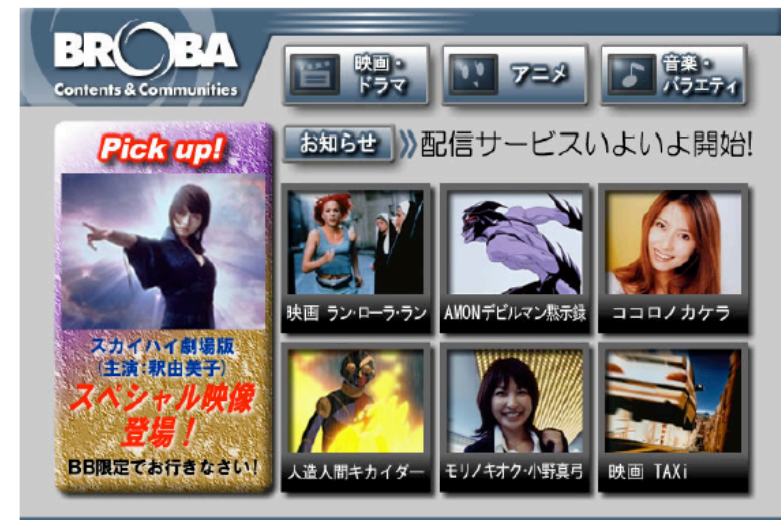 BROBA
Contents & Communities
映画・
ドラマ
アニメ
音楽・
バラエティ
お知らせ
配信サービスいよいよ開始!
Pick up!
スカイハイ劇場版
(主演:釈由美子)
スペシャル映像
登場！
BB限定でお行きなさい!
映画 ラン・ローラ・ラン
AMONデビルマン黙示録
ココロノカケラ
人造人間キカイダー
モリノキオク・小野真弓
映画 TAXi